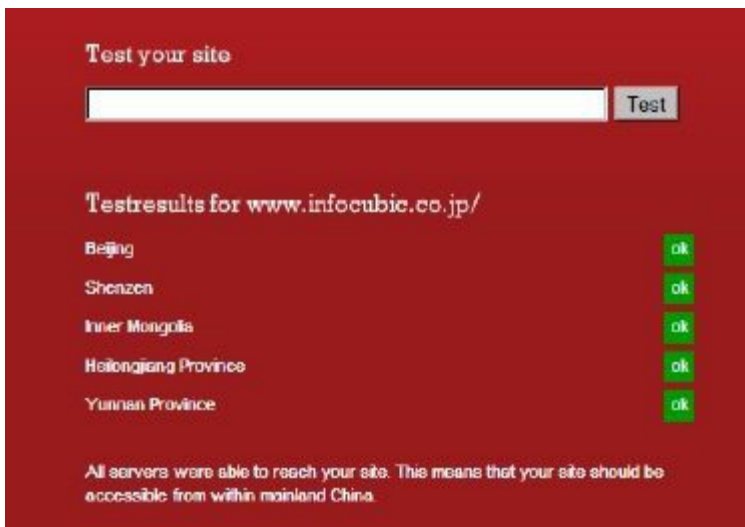 Test your site
Test
Testresults for www.infocubic.co.jp/
Beijing ok
Shenzen ok
Inner Mongolia ok
Heilongjiang Province ok
Yunnan Province ok
All servers were able to reach your site. This means that your site should be
accessible from within mainland China.